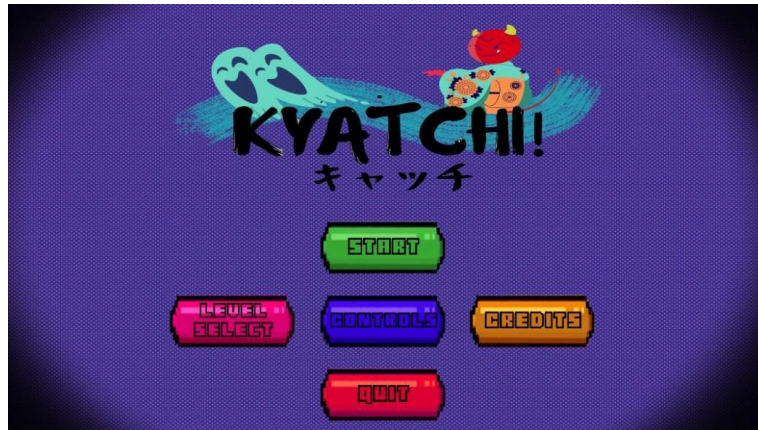 KYATCHI!
キャッチ
START
LEVEL
SELECT
CONTROLS
CREDITS
QUIT